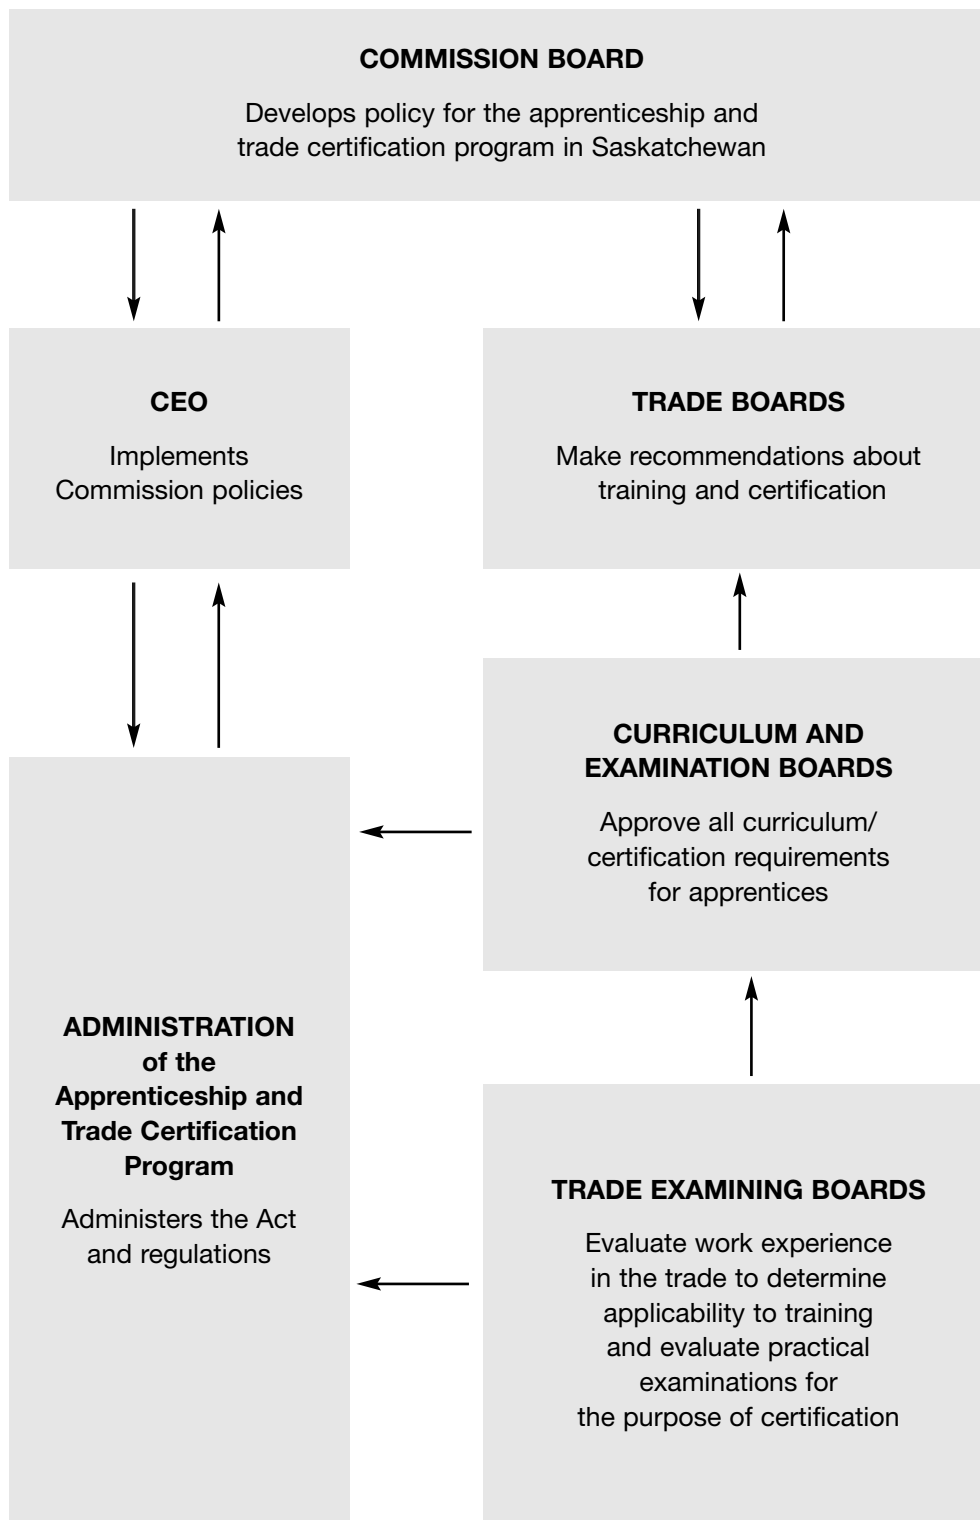 COMMISSION BOARD
Develops policy for the apprenticeship and
trade certification program in Saskatchewan
CEO
Implements
Commission policies
TRADE BOARDS
Make recommendations about
training and certification
CURRICULUM AND
EXAMINATION BOARDS
Approve all curriculum/
certification requirements
for apprentices
ADMINISTRATION
of the
Apprenticeship and
Trade Certification
Program
Administers the Act
and regulations
TRADE EXAMINING BOARDS
Evaluate work experience
in the trade to determine
applicability to training
and evaluate practical
examinations for
the purpose of certification